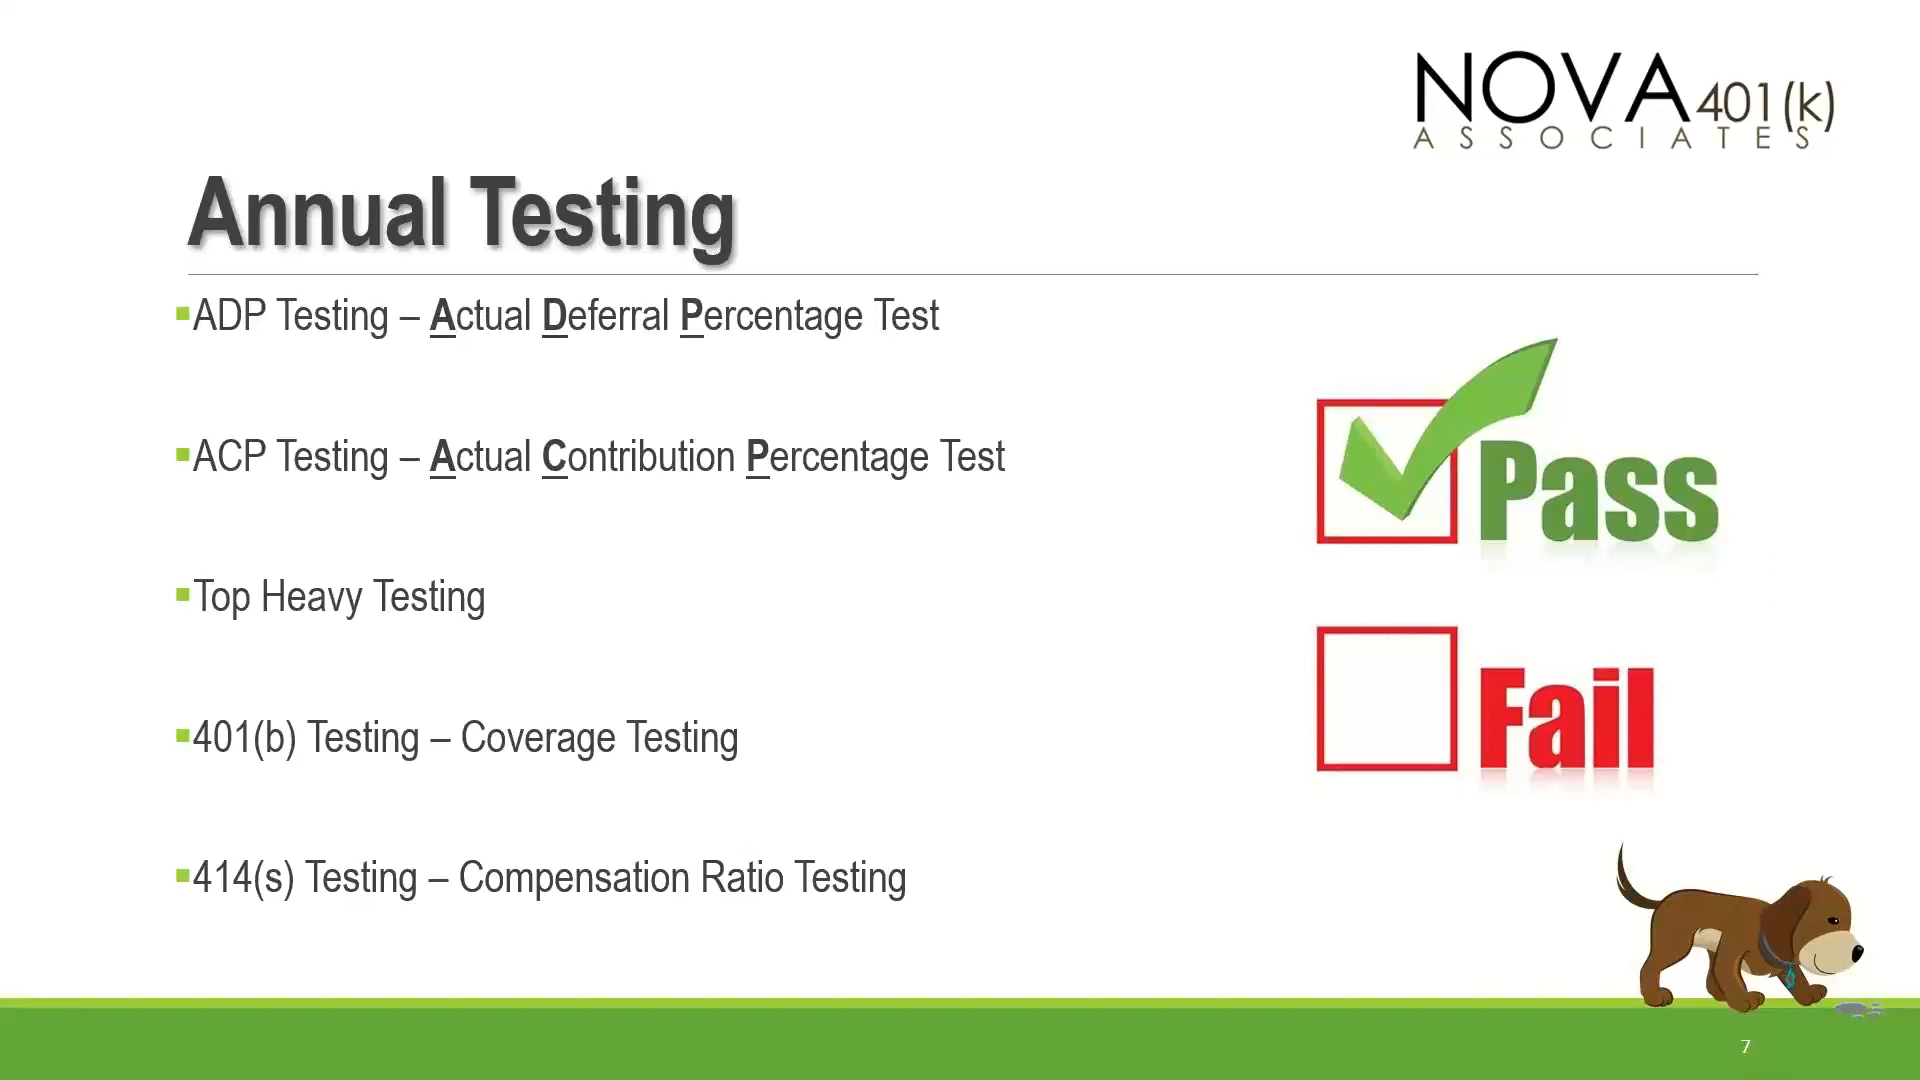 NOVA 401(k)
ASSOCIATES
Annual Testing
▪ADP Testing – Actual Deferral Percentage Test
▪ACP Testing – Actual Contribution Percentage Test
▪Top Heavy Testing
▪401(b) Testing – Coverage Testing
▪414(s) Testing – Compensation Ratio Testing
Pass
Fail
7